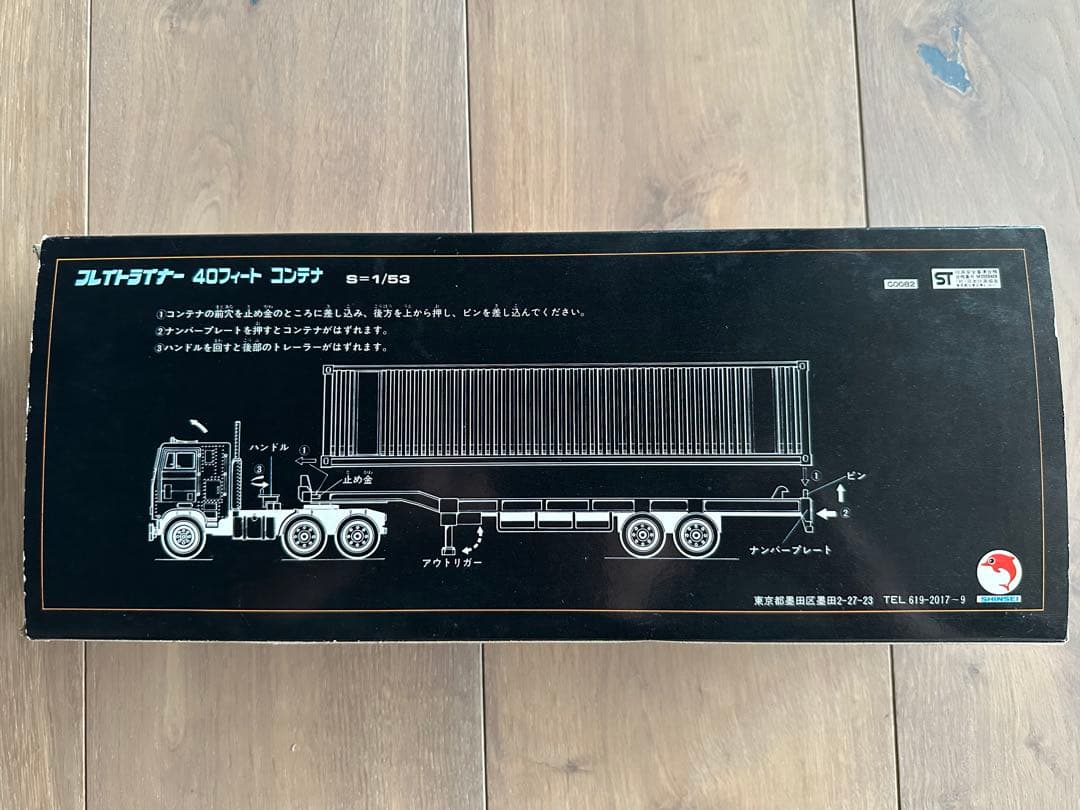 フレイトライナー 40フィート コンテナ S=1/53
C0082
ST
①コンテナの前穴を止め金のところに差し込み、後方を上から押し、ピンを差し込んでください。
②ナンバープレートを押すとコンテナがはずれます。
③ハンドルを回すと後部のトレーラーがはずれます。
ハンドル
①
③
止め金
①
ピン
②
アウトリガー
ナンバープレート
東京都墨田区墨田2-27-23 TEL 619-2017~9
SHINSEI